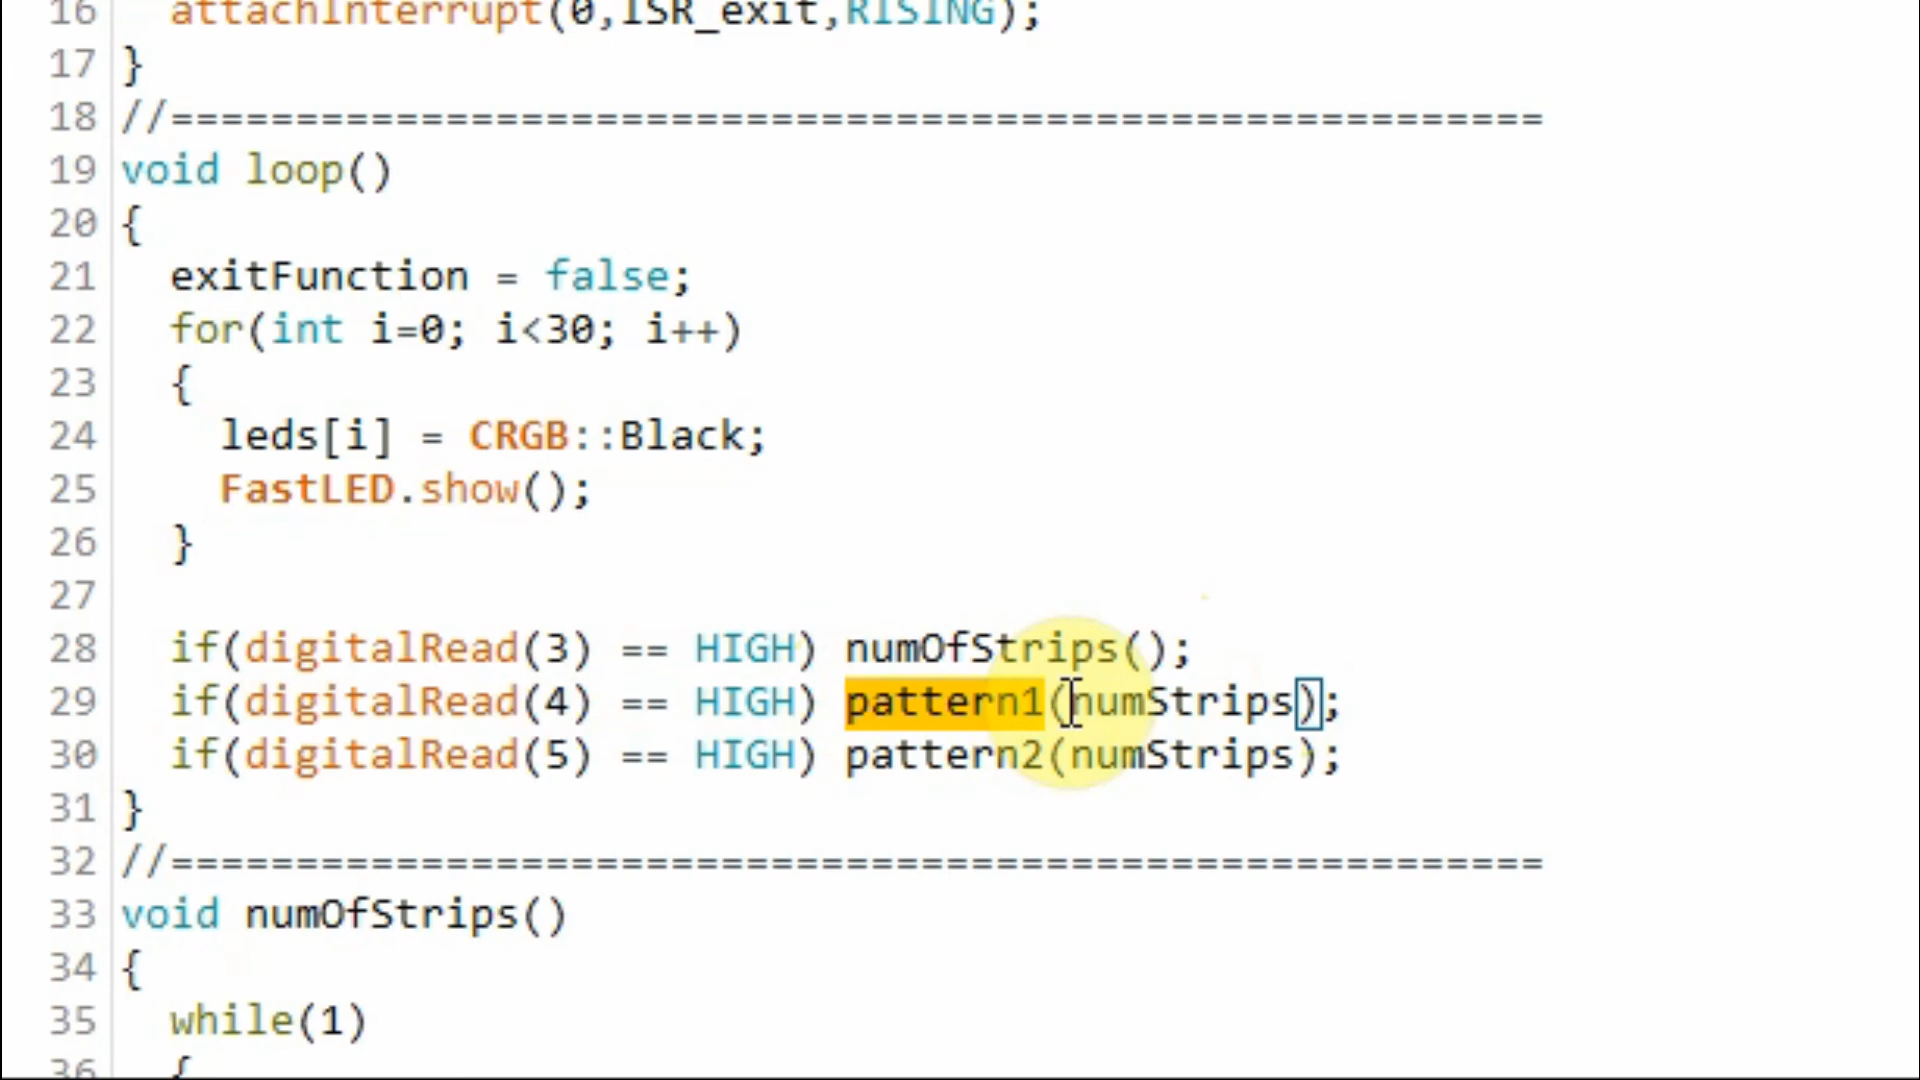 16 attachInterrupt(0,ISR_exit,RISING);
17 }
18 //=======================================================
19 void loop()
20 {
21 exitFunction = false;
22 for(int i=0; i<30; i++)
23 {
24 leds[i] = CRGB::Black;
25 FastLED.show();
26 }
27
28 if(digitalRead(3) == HIGH) numOfStrips();
29 if(digitalRead(4) == HIGH) pattern1(numStrips);
30 if(digitalRead(5) == HIGH) pattern2(numStrips);
31 }
32 //=======================================================
33 void numOfStrips()
34 {
35 while(1)
36 {